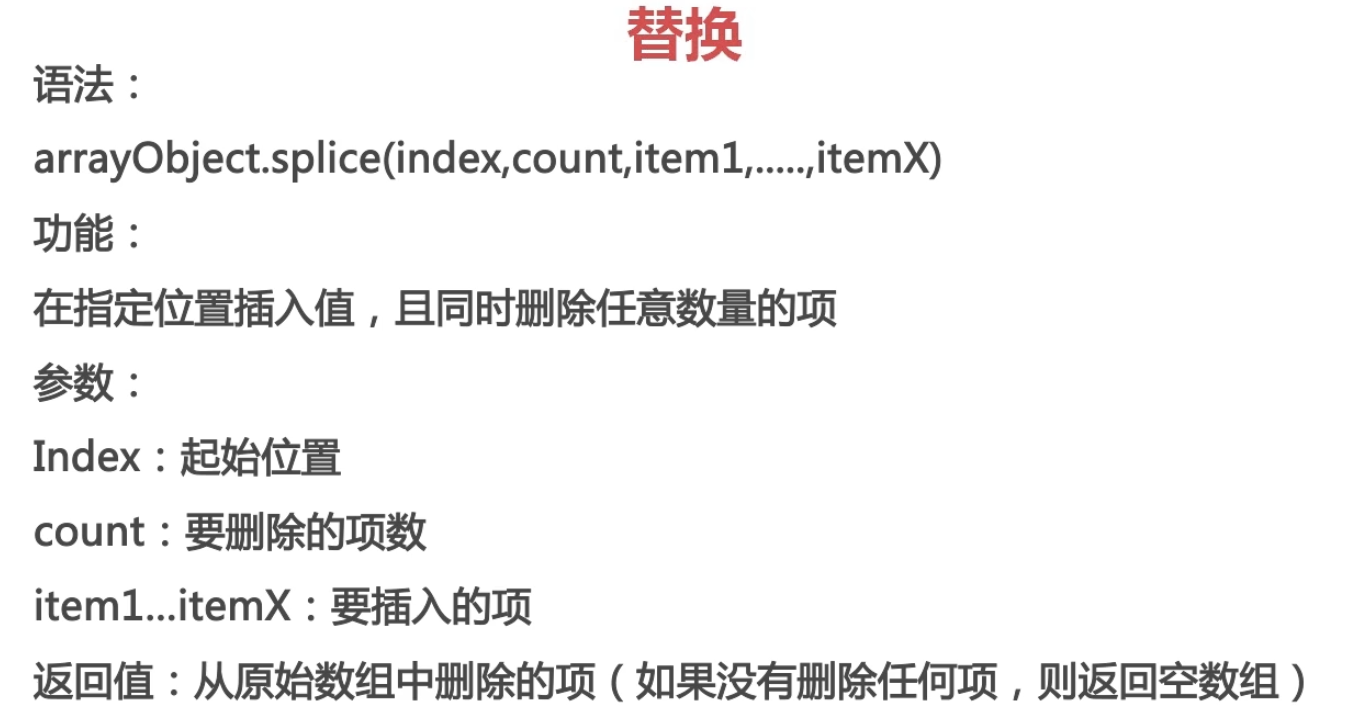 替换
语法：
arrayObject.splice(index,count,item1,.....,itemX)
功能：
在指定位置插入值，且同时删除任意数量的项
参数：
Index：起始位置
count：要删除的项数
item1...itemX：要插入的项
返回值：从原始数组中删除的项（如果没有删除任何项，则返回空数组）